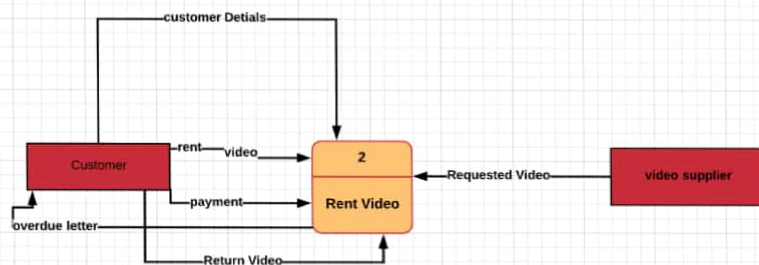 customer Detials
Customer
rent
video
2
Requested Video
video supplier
payment
Rent Video
overdue letter
Return Video